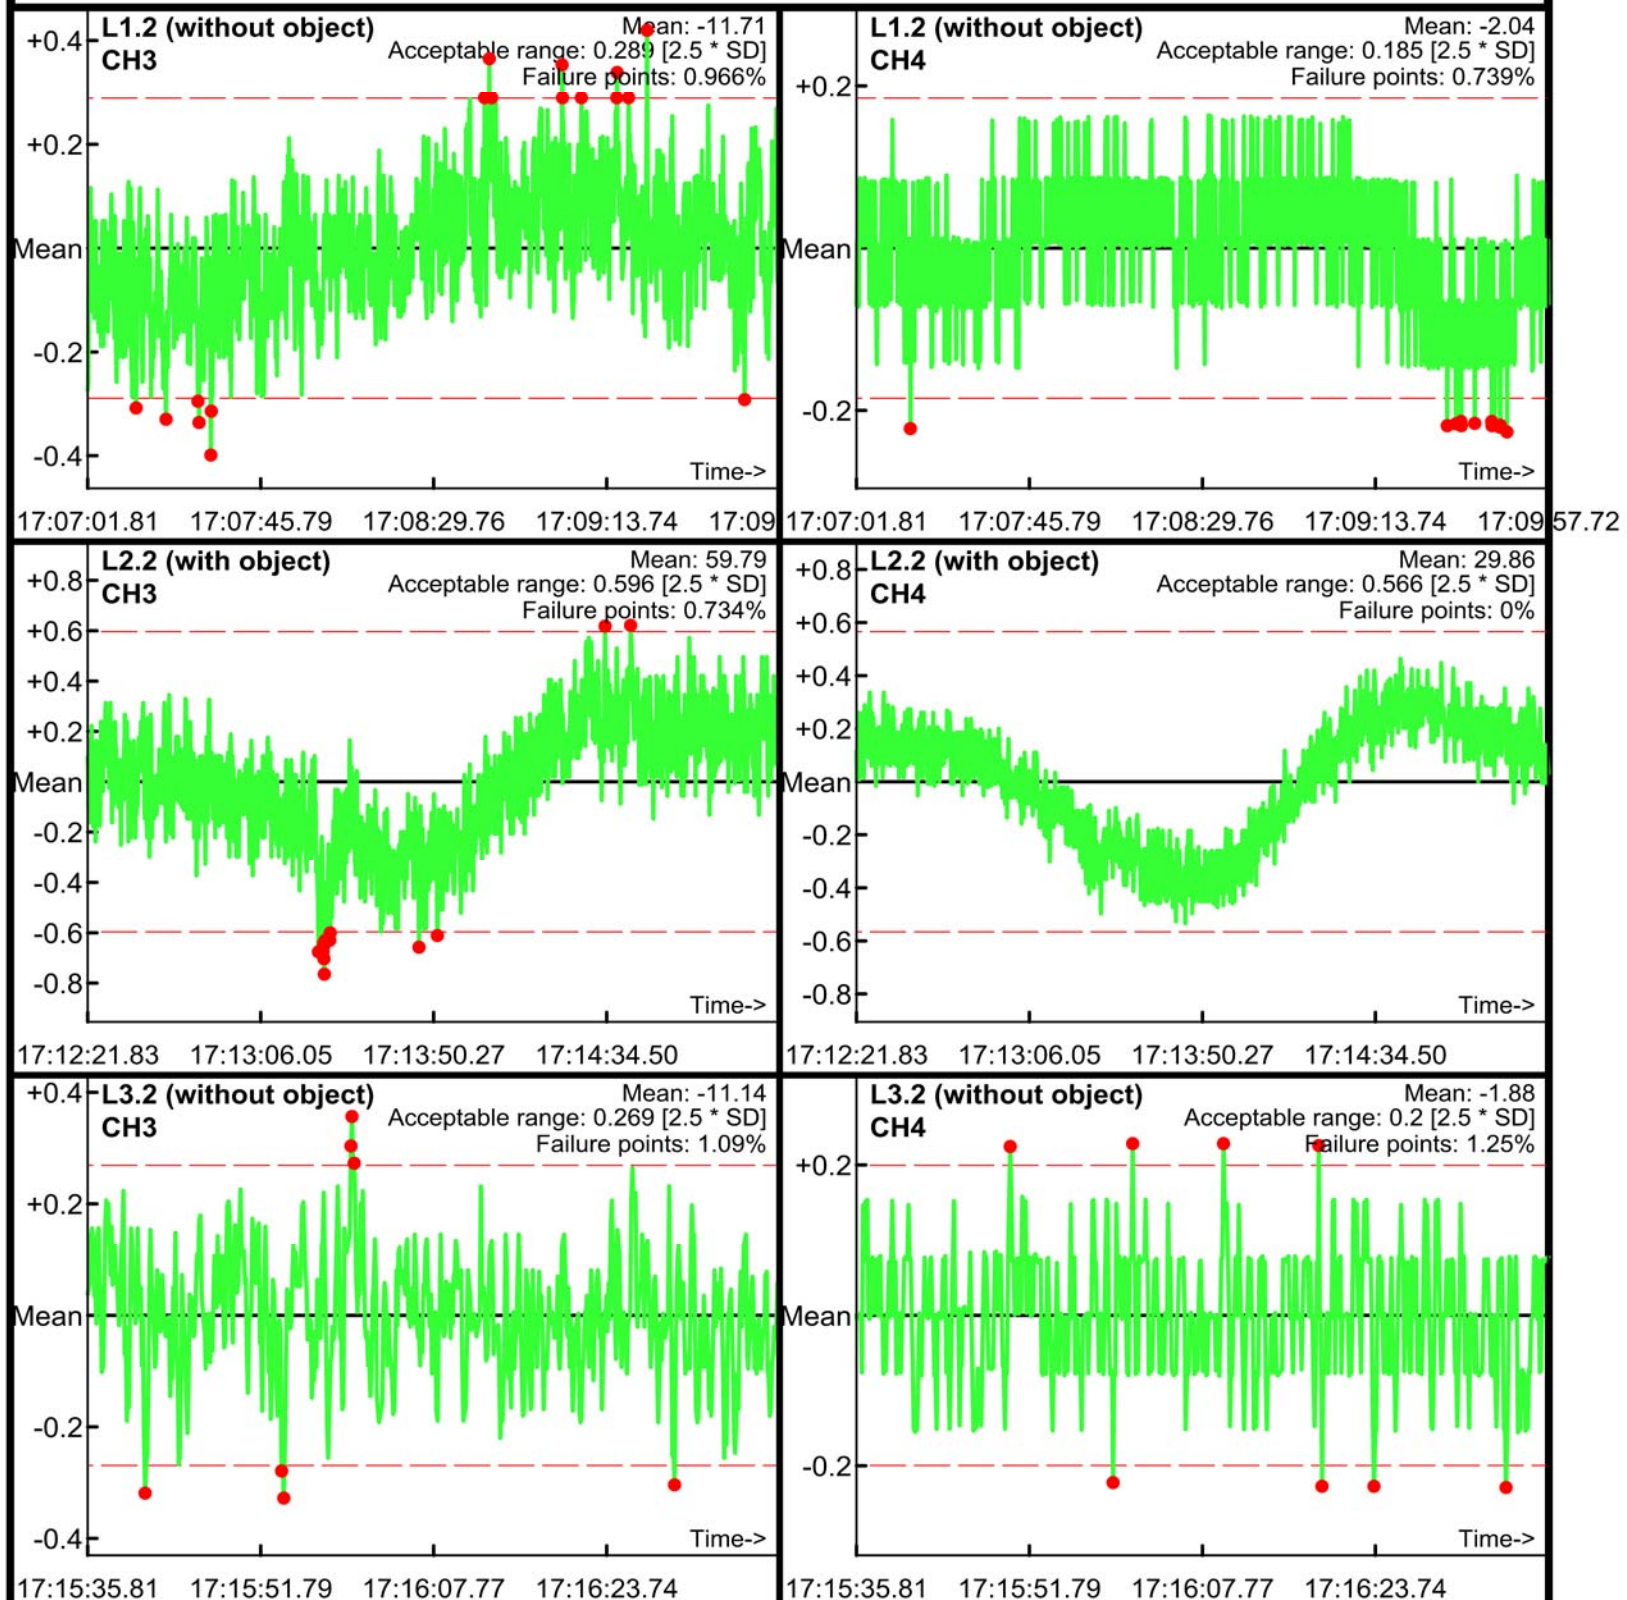 L1.2 (without object)
CH3
Mean: -11.71
Acceptable range: 0.289 [2.5 * SD]
Failure points: 0.966%
+0.4
+0.2
Mean
-0.2
-0.4
Time->
17:07:01.81 17:07:45.79 17:08:29.76 17:09:13.74 17:09
L1.2 (without object)
CH4
Mean: -2.04
Acceptable range: 0.185 [2.5 * SD]
Failure points: 0.739%
+0.2
Mean
-0.2
Time->
17:07:01.81 17:07:45.79 17:08:29.76 17:09:13.74 17:09:57.72
L2.2 (with object)
CH3
Mean: 59.79
Acceptable range: 0.596 [2.5 * SD]
Failure points: 0.734%
+0.8
+0.6
+0.4
+0.2
Mean
-0.2
-0.4
-0.6
-0.8
Time->
17:12:21.83 17:13:06.05 17:13:50.27 17:14:34.50
L2.2 (with object)
CH4
Mean: 29.86
Acceptable range: 0.566 [2.5 * SD]
Failure points: 0%
+0.8
+0.6
+0.4
+0.2
Mean
-0.2
-0.4
-0.6
-0.8
Time->
17:12:21.83 17:13:06.05 17:13:50.27 17:14:34.50
L3.2 (without object)
CH3
Mean: -11.14
Acceptable range: 0.269 [2.5 * SD]
Failure points: 1.09%
+0.4
+0.2
Mean
-0.2
-0.4
Time->
17:15:35.81 17:15:51.79 17:16:07.77 17:16:23.74
L3.2 (without object)
CH4
Mean: -1.88
Acceptable range: 0.2 [2.5 * SD]
Failure points: 1.25%
+0.2
Mean
-0.2
Time->
17:15:35.81 17:15:51.79 17:16:07.77 17:16:23.74